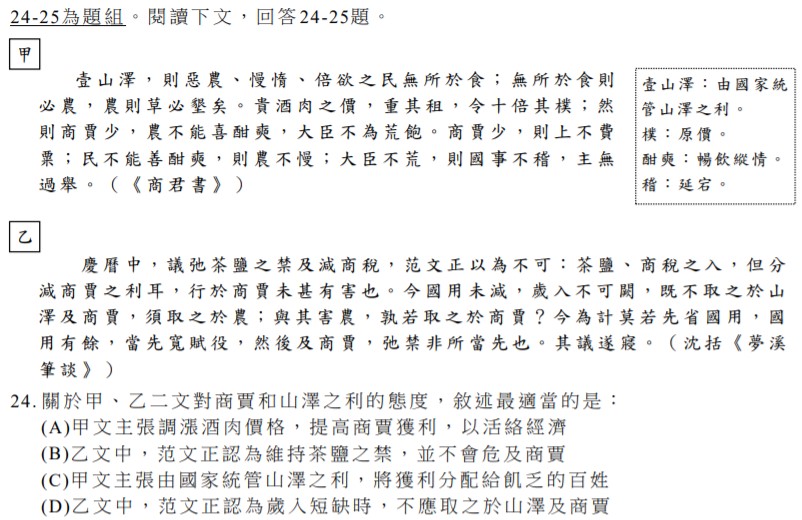 24-25為題組。閱讀下文，回答24-25題。
甲
壹山澤，則惡農、慢惰、倍欲之民無所於食；無所於食則
必農，農則草必墾矣。貴酒肉之價，重其租，令十倍其樸；然
則商賈少，農不能喜酣奭，大臣不為荒飽。商賈少，則上不費
粟；民不能善酣奭，則農不慢；大臣不荒，則國事不稽，主無
過舉。（《商君書》）
壹山澤：由國家統
管山澤之利。
樸：原價。
酣奭：暢飲縱情。
稽：延宕。
乙
慶曆中，議弛茶鹽之禁及減商稅，范文正以為不可：茶鹽、商稅之入，但分
減商賈之利耳，行於商賈未甚有害也。今國用未減，歲入不可闕，既不取之於山
澤及商賈，須取之於農；與其害農，孰若取之於商賈？今為計莫若先省國用，國
用有餘，當先寬賦役，然後及商賈，弛禁非所當先也。其議遂寢。（沈括《夢溪
筆談》）
24.關於甲、乙二文對商賈和山澤之利的態度，敘述最適當的是：
(A)甲文主張調漲酒肉價格，提高商賈獲利，以活絡經濟
(B)乙文中，范文正認為維持茶鹽之禁，並不會危及商賈
(C)甲文主張由國家統管山澤之利，將獲利分配給飢乏的百姓
(D)乙文中，范文正認為歲入短缺時，不應取之於山澤及商賈